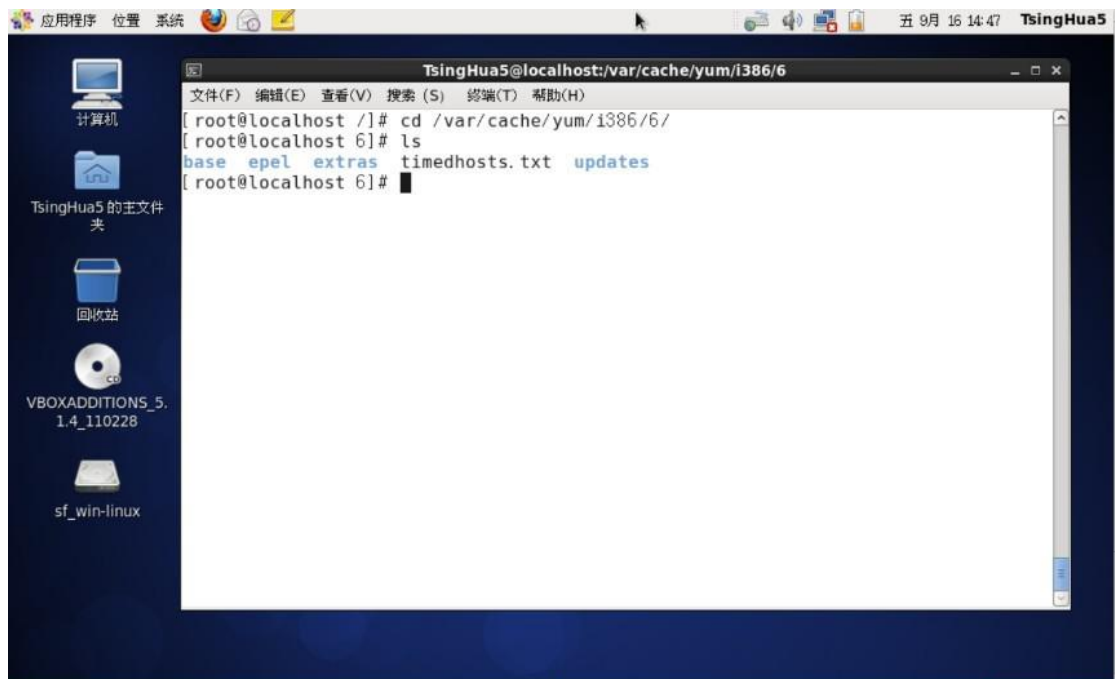 应用程序 位置 系统 五 9月 16 14:47 TsingHua5
TsingHua5@localhost:/var/cache/yum/i386/6
文件(F) 编辑(E) 查看(V) 搜索 (S) 终端(T) 帮助(H)
[root@localhost /]# cd /var/cache/yum/i386/6/
[root@localhost 6]# ls
base epel extras timedhosts.txt updates
[root@localhost 6]#
计算机
TsingHua5 的主文件
夹
回收站
CD
VBOXADDITIONS_5.
1.4_110228
sf_win-linux